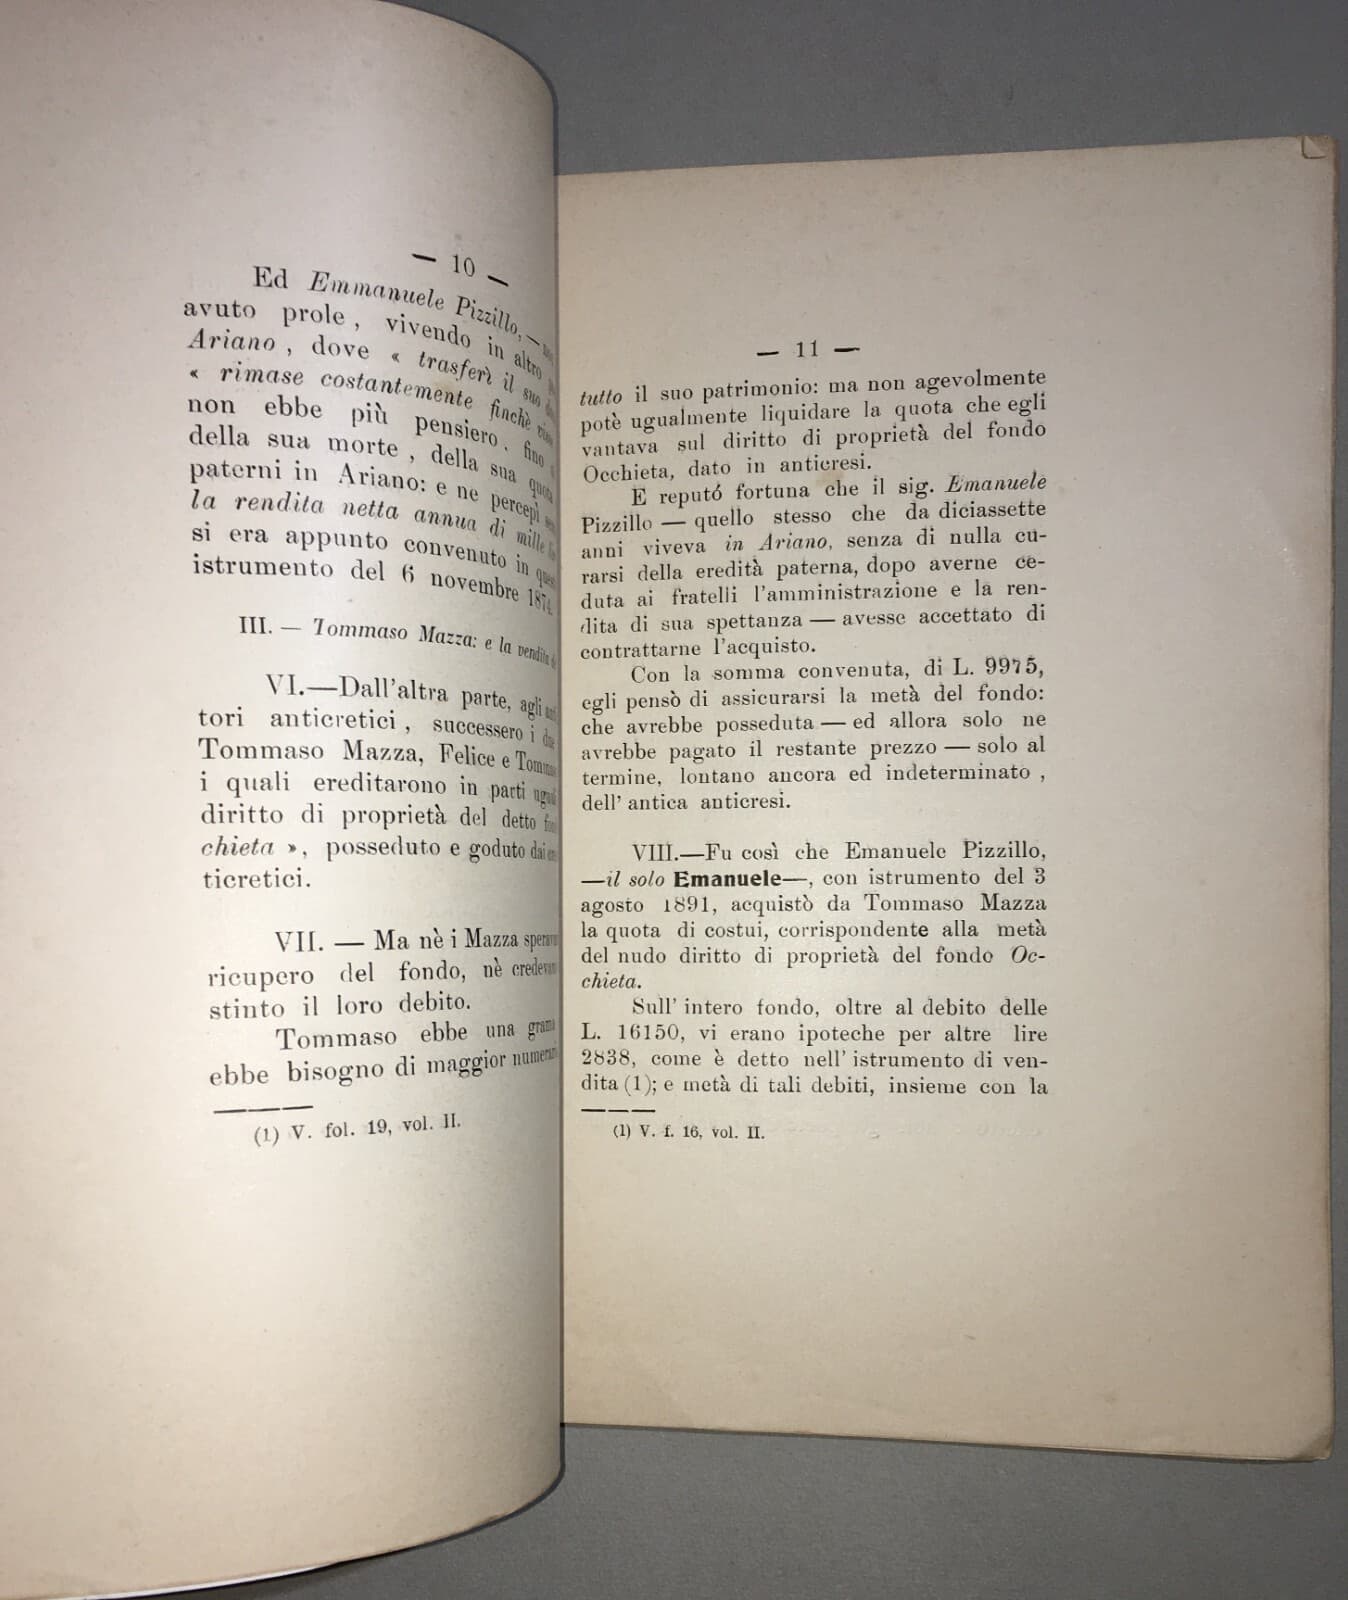 — 10 —
Ed Emmanuele Pizzillo, —
avuto prole, vivendo in altro
Ariano, dove « trasferì il suo
« rimase costantemente finchè
non ebbe più pensiero, fino
della sua morte, della sua quota
paterni in Ariano: e ne percepì
la rendita netta annua di mille
si era appunto convenuto in
istrumento del 6 novembre 1874.
III. — Tommaso Mazza: e la vendita
VI.—Dall'altra parte, agli
tori anticretici, successero i due
Tommaso Mazza, Felice e
i quali ereditarono in parti
diritto di proprietà del detto
chieta », posseduto e goduto dai
ticretici.
VII. — Ma nè i Mazza
ricupero del fondo, nè
stinto il loro debito.
Tommaso ebbe una
ebbe bisogno di maggior
(1) V. fol. 19, vol. II.
— 11 —
tutto il suo patrimonio: ma non agevolmente
potè ugualmente liquidare la quota che egli
vantava sul diritto di proprietà del fondo
Occhieta, dato in anticresi.
E reputó fortuna che il sig. Emanuele
Pizzillo — quello stesso che da diciassette
anni viveva in Ariano, senza di nulla cu-
rarsi della eredità paterna, dopo averne ce-
duta ai fratelli l'amministrazione e la ren-
dita di sua spettanza — avesse accettato di
contrattarne l'acquisto.
Con la somma convenuta, di L. 9975,
egli pensò di assicurarsi la metà del fondo:
che avrebbe posseduta — ed allora solo ne
avrebbe pagato il restante prezzo — solo al
termine, lontano ancora ed indeterminato,
dell' antica anticresi.
VIII.—Fu così che Emanuele Pizzillo,
—il solo Emanuele—, con istrumento del 3
agosto 1891, acquistò da Tommaso Mazza
la quota di costui, corrispondente alla metà
del nudo diritto di proprietà del fondo Oc-
chieta.
Sull' intero fondo, oltre al debito delle
L. 16150, vi erano ipoteche per altre lire
2838, come è detto nell' istrumento di ven-
dita (1); e metà di tali debiti, insieme con la
(1) V. f. 16, vol. II.